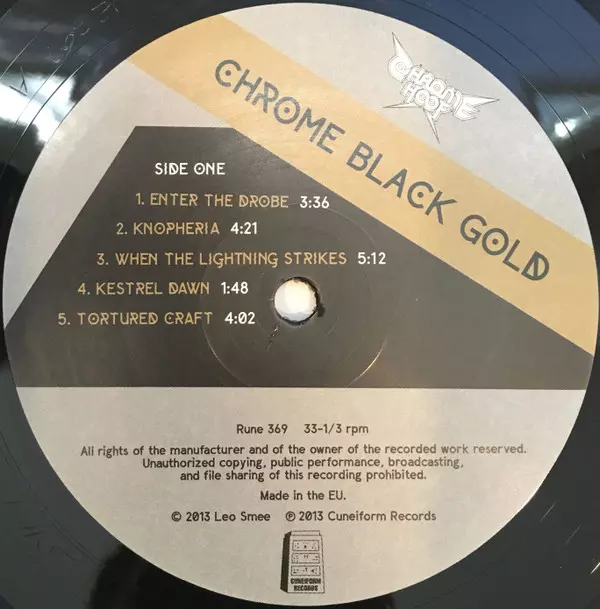 CHROME HOOF
CHROME BLACK GOLD
SIDE ONE
1. ENTER THE DROBE 3:36
2. KNOPHERIA 4:21
3. WHEN THE LIGHTNING STRIKES 5:12
4. KESTREL DAWN 1:48
5. TORTURED CRAFT 4:02
Rune 369 33-1/3 rpm
All rights of the manufacturer and of the owner of the recorded work reserved.
Unauthorized copying, public performance, broadcasting,
and file sharing of this recording prohibited.
Made in the EU.
© 2013 Leo Smee ℗ 2013 Cuneiform Records
CUNEIFORM
RECORDS